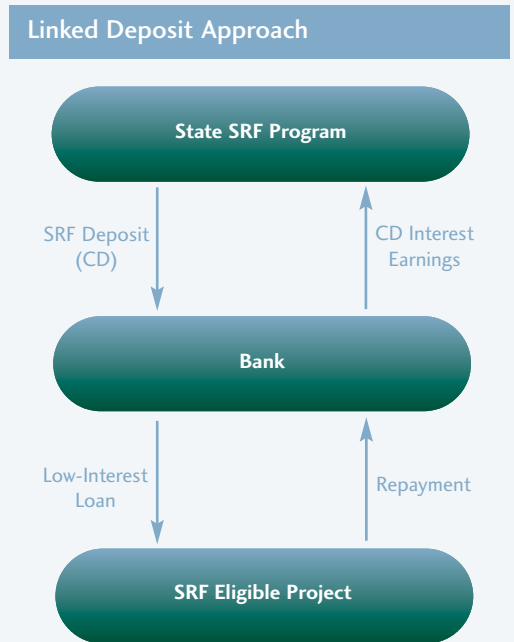 Linked Deposit Approach
State SRF Program
SRF Deposit
(CD)
CD Interest
Earnings
Bank
Low-Interest
Loan
Repayment
SRF Eligible Project